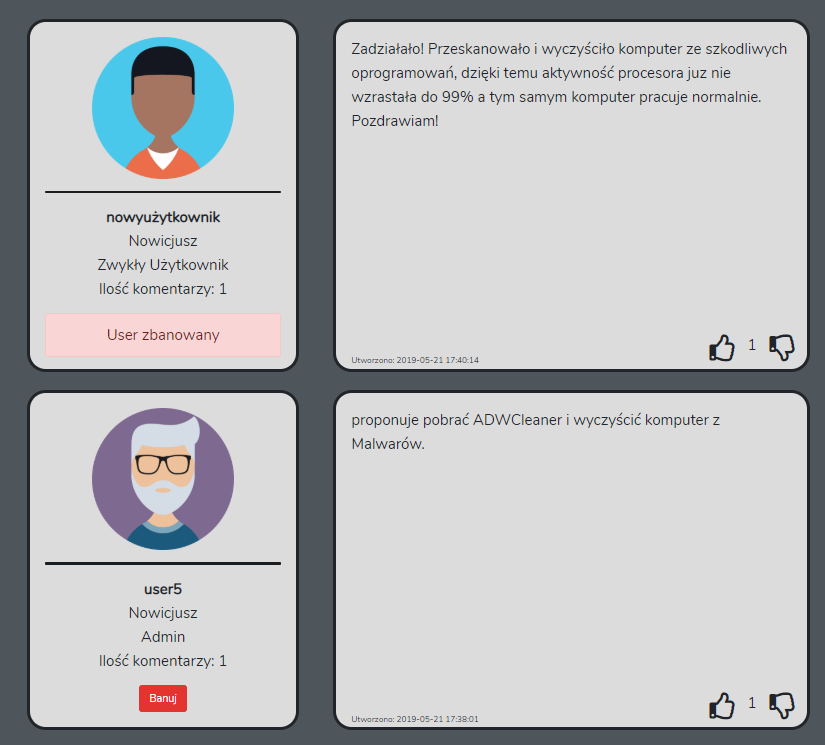 nowyużytkownik
Nowicjusz
Zwykły Użytkownik
Ilość komentarzy: 1
User zbanowany
Zadziałało! Przeskanowało i wyczyściło komputer ze szkodliwych
oprogramowań, dzięki temu aktywność procesora juz nie
wzrastała do 99% a tym samym komputer pracuje normalnie.
Pozdrawiam!
Utworzono: 2019-05-21 17:40:14
1
user5
Nowicjusz
Admin
Ilość komentarzy: 1
Banuj
proponuje pobrać ADWCleaner i wyczyścić komputer z
Malwarów.
Utworzono: 2019-05-21 17:38:01
1